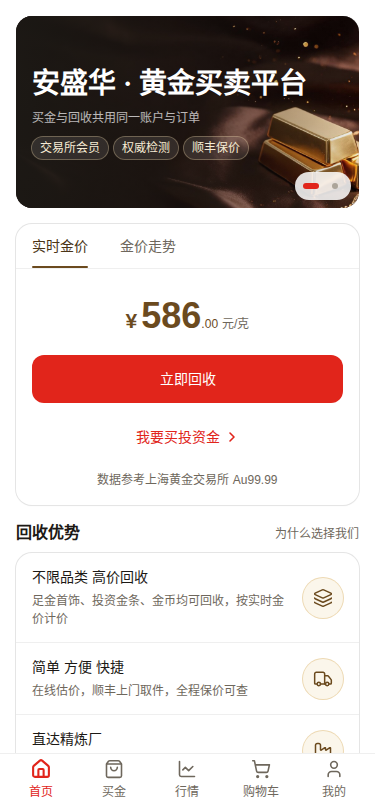 安盛华 · 黄金买卖平台
买金与回收共用同一账户与订单
交易所会员 权威检测 顺丰保价
实时金价 金价走势
¥586.00 元/克
立即回收
我要买投资金
数据参考上海黄金交易所 Au99.99
回收优势 为什么选择我们
不限品类 高价回收
足金首饰、投资金条、金币均可回收，按实时金
价计价
简单 方便 快捷
在线估价，顺丰上门取件，全程保价可查
直达精炼厂
首页 买金 行情 购物车 我的